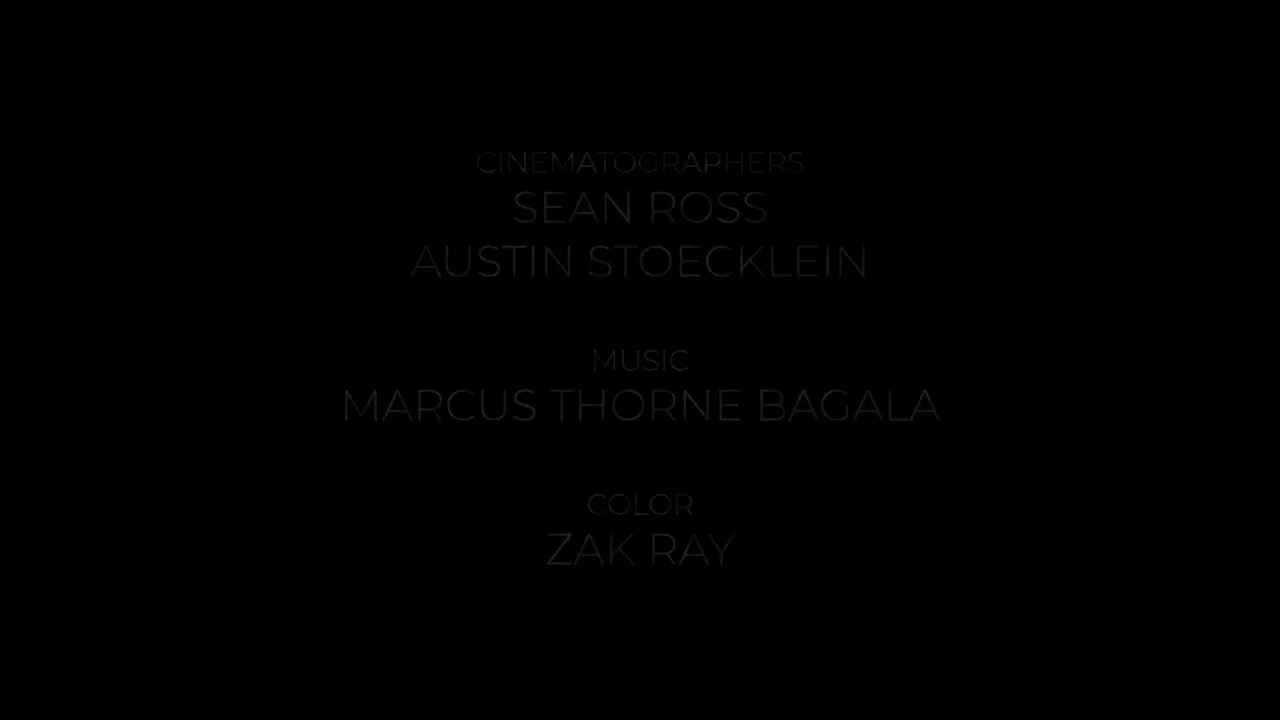 CINEMATOGRAPHERS
SEAN ROSS
AUSTIN STOECKLEIN
MUSIC
MARCUS THORNE BAGALA
COLOR
ZAK RAY